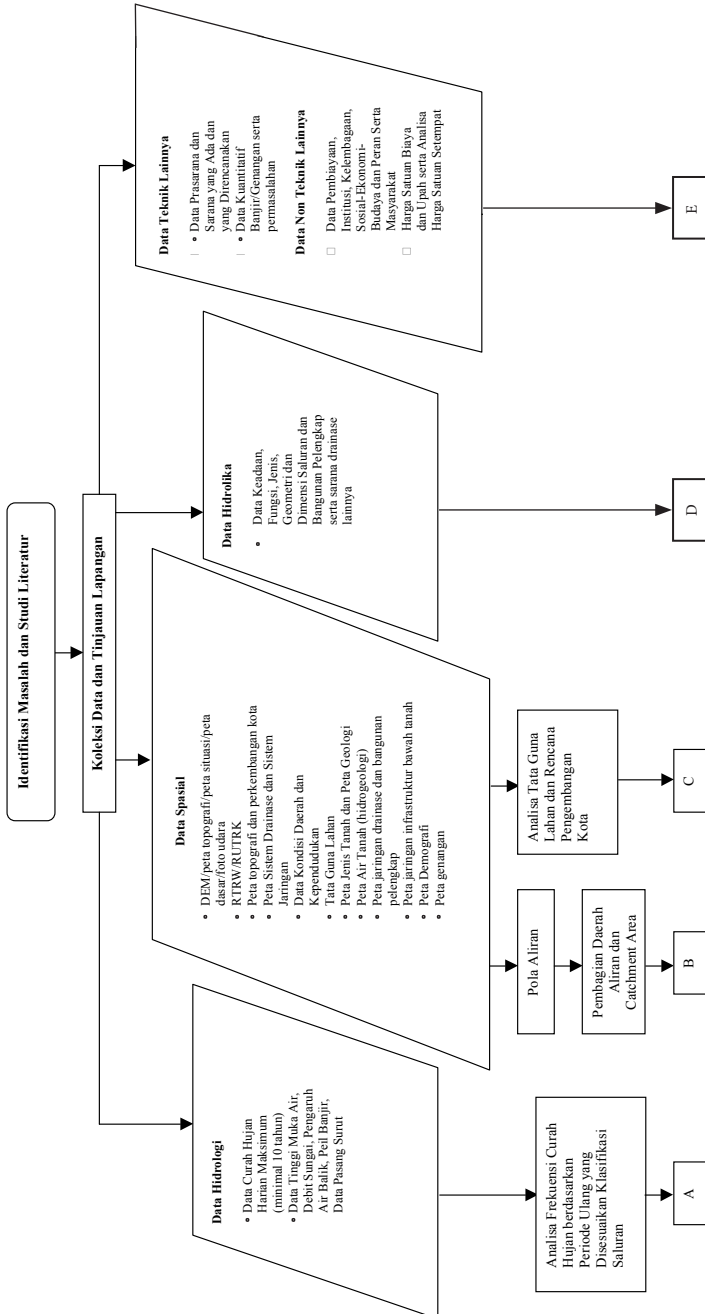 Identifikasi Masalah dan Studi Literatur
Koleksi Data dan Tinjauan Lapangan
Data Hidrologi
• Data Curah Hujan
Harian Maksimum
(minimal 10 tahun)
• Data Tinggi Muka Air,
Debit Sungai, Pengaruh
Air Balik, Peil Banjir,
Data Pasang Surut
Data Spasial
• DEM/peta topografi/peta situasi/peta
dasar/foto udara
• RTRW/RUTRK
• Peta topografi dan perkembangan kota
• Peta Sistem Drainase dan Sistem
Jaringan
• Data Kondisi Daerah dan
Kependudukan
• Tata Guna Lahan
• Peta Jenis Tanah dan Peta Geologi
• Peta Air Tanah (hidrogeologi)
• Peta jaringan drainase dan bangunan
pelengkap
• Peta jaringan infrastruktur bawah tanah
• Peta Demografi
• Peta genangan
Data Hidrolika
• Data Keadaan,
Fungsi, Jenis,
Geometri dan
Dimensi Saluran dan
Bangunan Pelengkap
serta sarana drainase
lainnya
Data Teknik Lainnya
• Data Prasarana dan
Sarana yang Ada dan
yang Direncanakan
• Data Kuantitatif
Banjir/Genangan serta
permasalahan
Data Non Teknik Lainnya
□ Data Pembiayaan,
Institusi, Kelembagaan,
Sosial-Ekonomi-
Budaya dan Peran Serta
Masyarakat
□ Harga Satuan Biaya
dan Upah serta Analisa
Harga Satuan Setempat
Analisa Frekuensi Curah
Hujan berdasarkan
Periode Ulang yang
Disesuaikan Klasifikasi
Saluran
Pola Aliran
Pembagian Daerah
Aliran dan
Catchment Area
Analisa Tata Guna
Lahan dan Rencana
Pengembangan
Kota
A
B
C
D
E